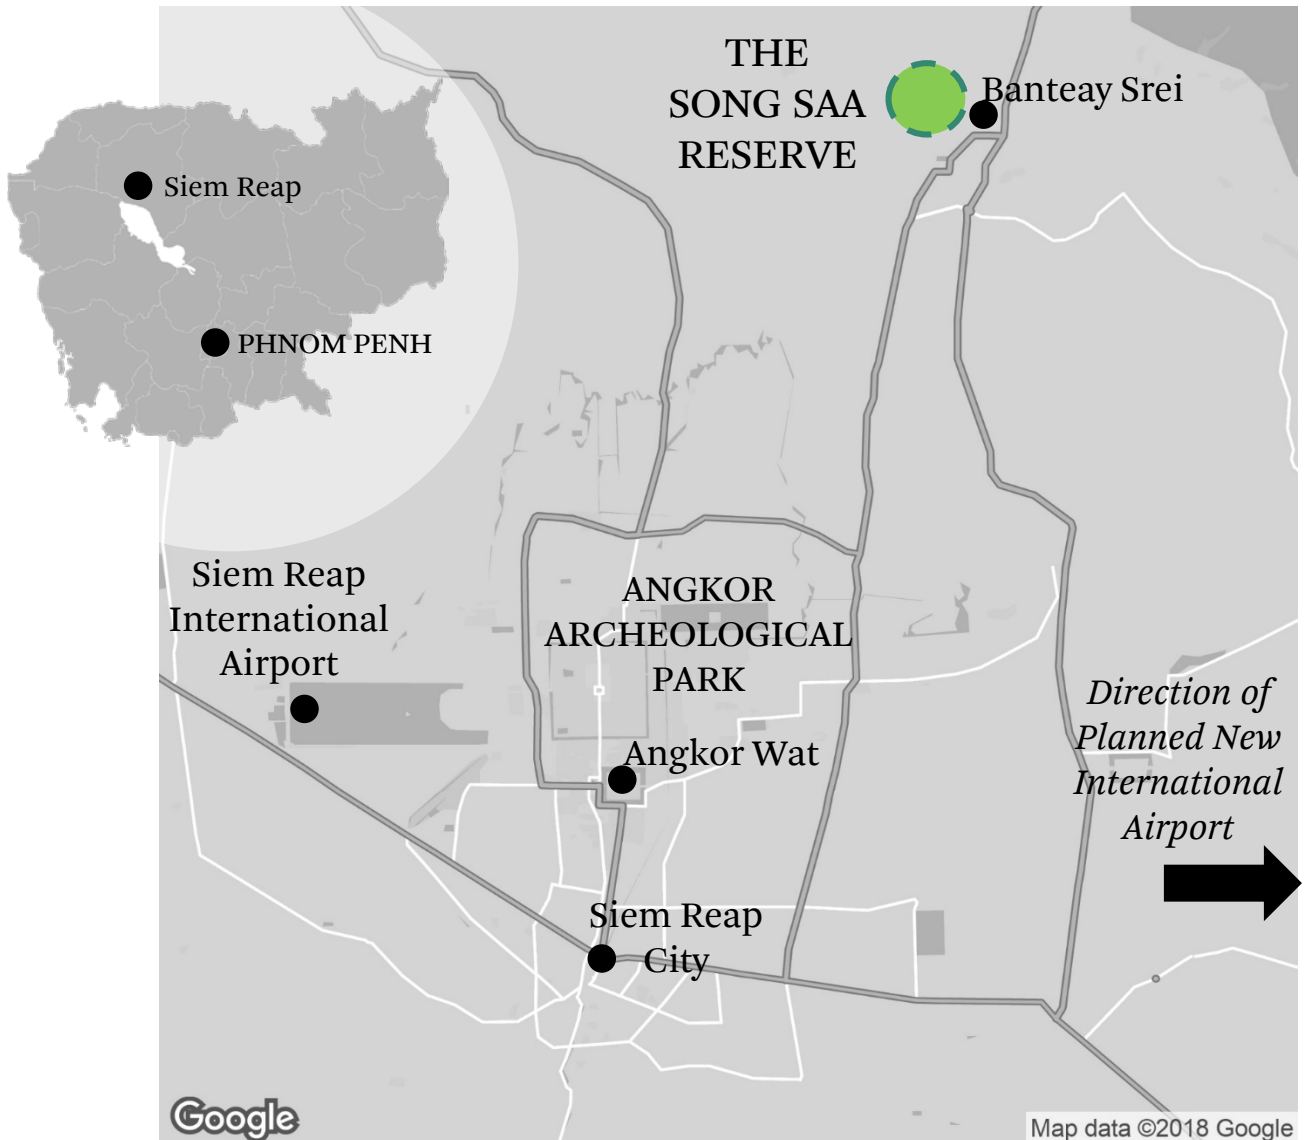 THE
SONG SAA
RESERVE
Banteay Srei
Siem Reap
PHNOM PENH
Siem Reap
International
Airport
ANGKOR
ARCHEOLOGICAL
PARK
Direction of
Planned New
International
Airport
Angkor Wat
Siem Reap
City
Google
Map data ©2018 Google